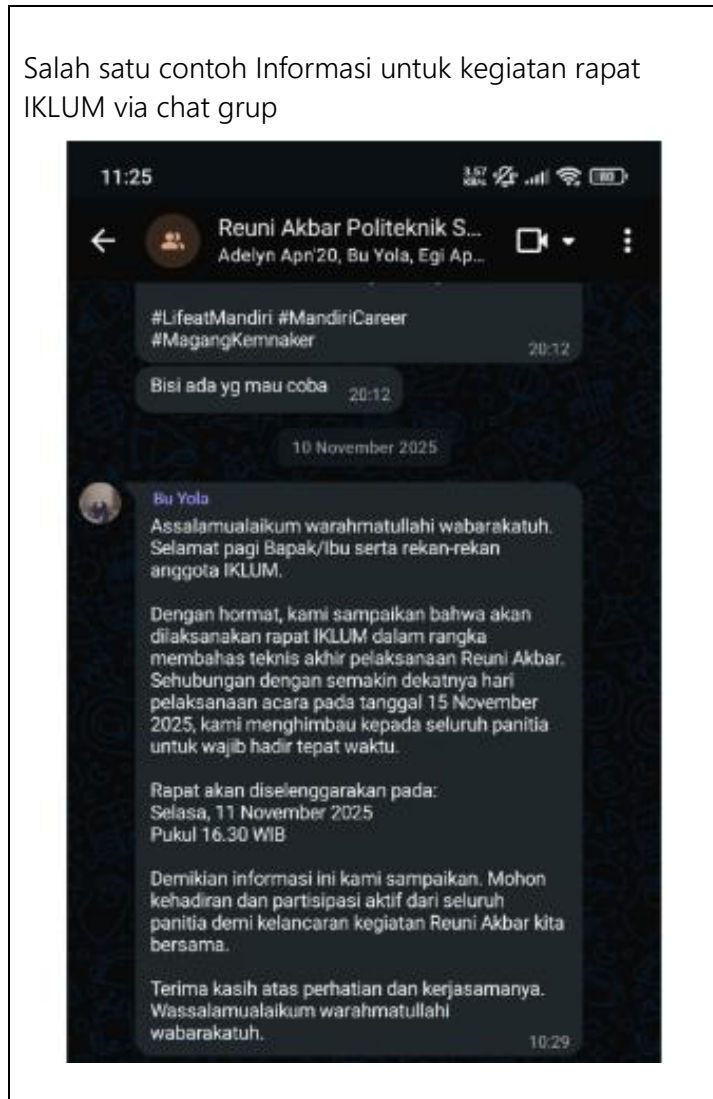 Salah satu contoh Informasi untuk kegiatan rapat
IKLUM via chat grup
11:25
Reuni Akbar Politeknik S...
Adelyn Apn'20, Bu Yola, Egi Ap...
#LifeatMandiri #MandiriCareer
#MagangKemnaker
20:12
Bisi ada yg mau coba
20:12
10 November 2025
Bu Yola
Assalamualaikum warahmatullahi wabarakatuh.
Selamat pagi Bapak/Ibu serta rekan-rekan
anggota IKLUM.
Dengan hormat, kami sampaikan bahwa akan
dilaksanakan rapat IKLUM dalam rangka
membahas teknis akhir pelaksanaan Reuni Akbar.
Sehubungan dengan semakin dekatnya hari
pelaksanaan acara pada tanggal 15 November
2025, kami menghimbau kepada seluruh panitia
untuk wajib hadir tepat waktu.
Rapat akan diselenggarakan pada:
Selasa, 11 November 2025
Pukul 16.30 WIB
Demikian informasi ini kami sampaikan. Mohon
kehadiran dan partisipasi aktif dari seluruh
panitia demi kelancaran kegiatan Reuni Akbar kita
bersama.
Terima kasih atas perhatian dan kerjasamanya.
Wassalamualaikum warahmatullahi
wabarakatuh.
10:29